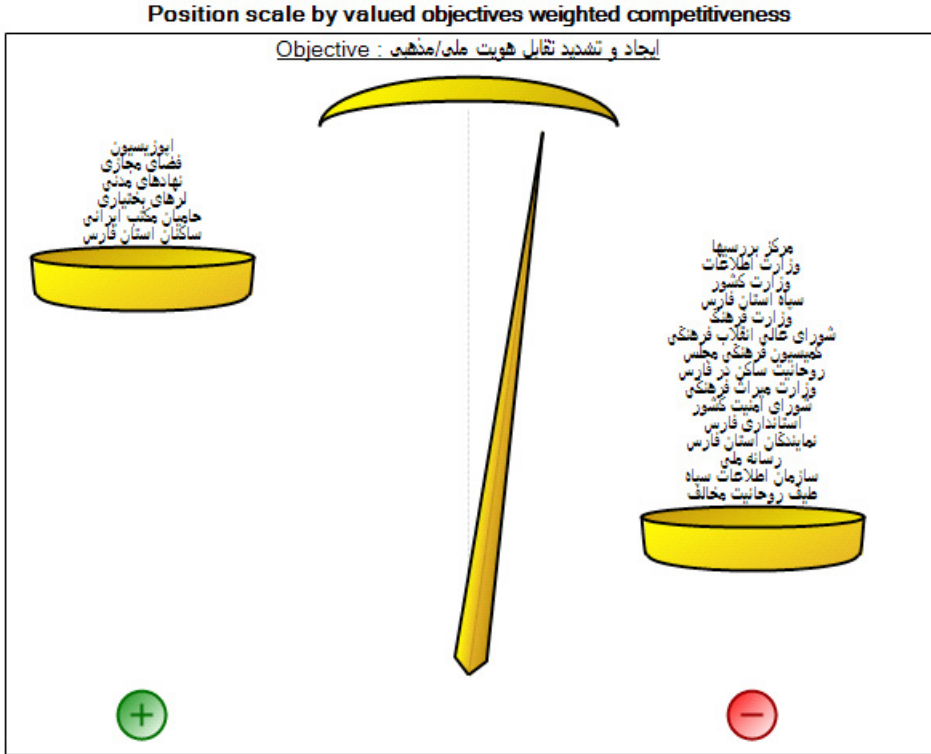 Position scale by valued objectives weighted competitiveness
Objective : ایجاد و تشدید تقابل هویت ملی/مذهبی
اپوزیسیون
فضای مجازی
نهادهای مدنی
لرهای بختیاری
حامیان مکتب ایرانی
ساکنان استان فارس
مرکز بررسیها
وزارت اطلاعات
وزارت کشور
سپاه استان فارس
وزارت فرهنگ
شورای عالی انقلاب فرهنگی
کمیسیون فرهنگی مجلس
روحانیت ساکن در فارس
وزارت میراث فرهنگی
شورای امنیت کشور
استانداری فارس
نمایندگان استان فارس
رسانه ملی
سازمان اطلاعات سپاه
طیف روحانیت مخالف
+
−